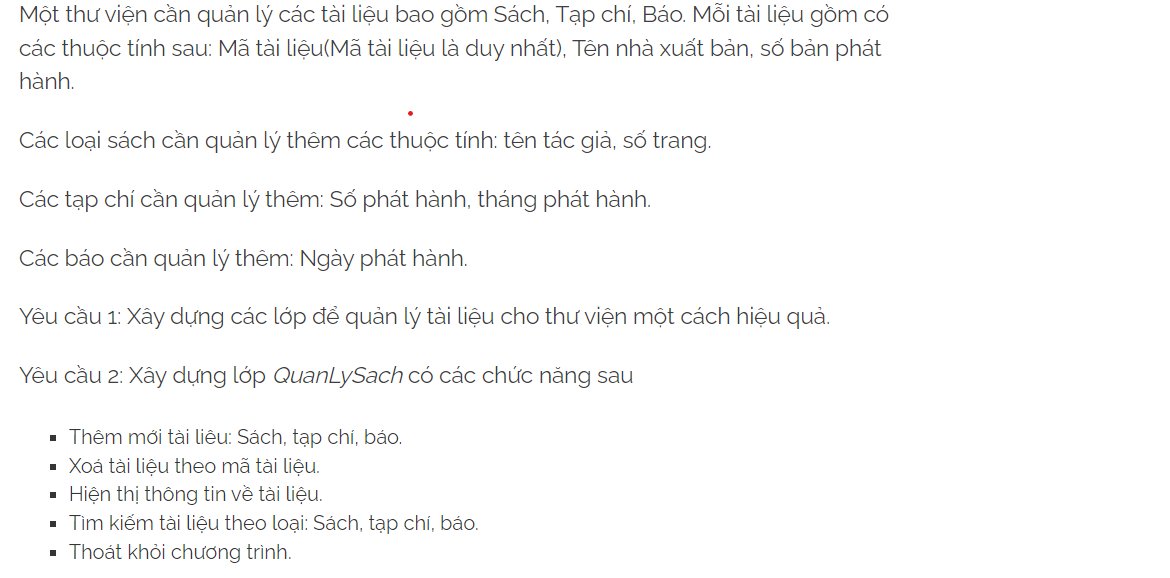 Một thư viện cần quản lý các tài liệu bao gồm Sách, Tạp chí, Báo. Mỗi tài liệu gồm có
các thuộc tính sau: Mã tài liệu(Mã tài liệu là duy nhất), Tên nhà xuất bản, số bản phát
hành.
Các loại sách cần quản lý thêm các thuộc tính: tên tác giả, số trang.
Các tạp chí cần quản lý thêm: Số phát hành, tháng phát hành.
Các báo cần quản lý thêm: Ngày phát hành.
Yêu cầu 1: Xây dựng các lớp để quản lý tài liệu cho thư viện một cách hiệu quả.
Yêu cầu 2: Xây dựng lớp QuanLySach có các chức năng sau
▪ Thêm mới tài liêu: Sách, tạp chí, báo.
▪ Xoá tài liệu theo mã tài liệu.
▪ Hiện thị thông tin về tài liệu.
▪ Tìm kiếm tài liệu theo loại: Sách, tạp chí, báo.
▪ Thoát khỏi chương trình.